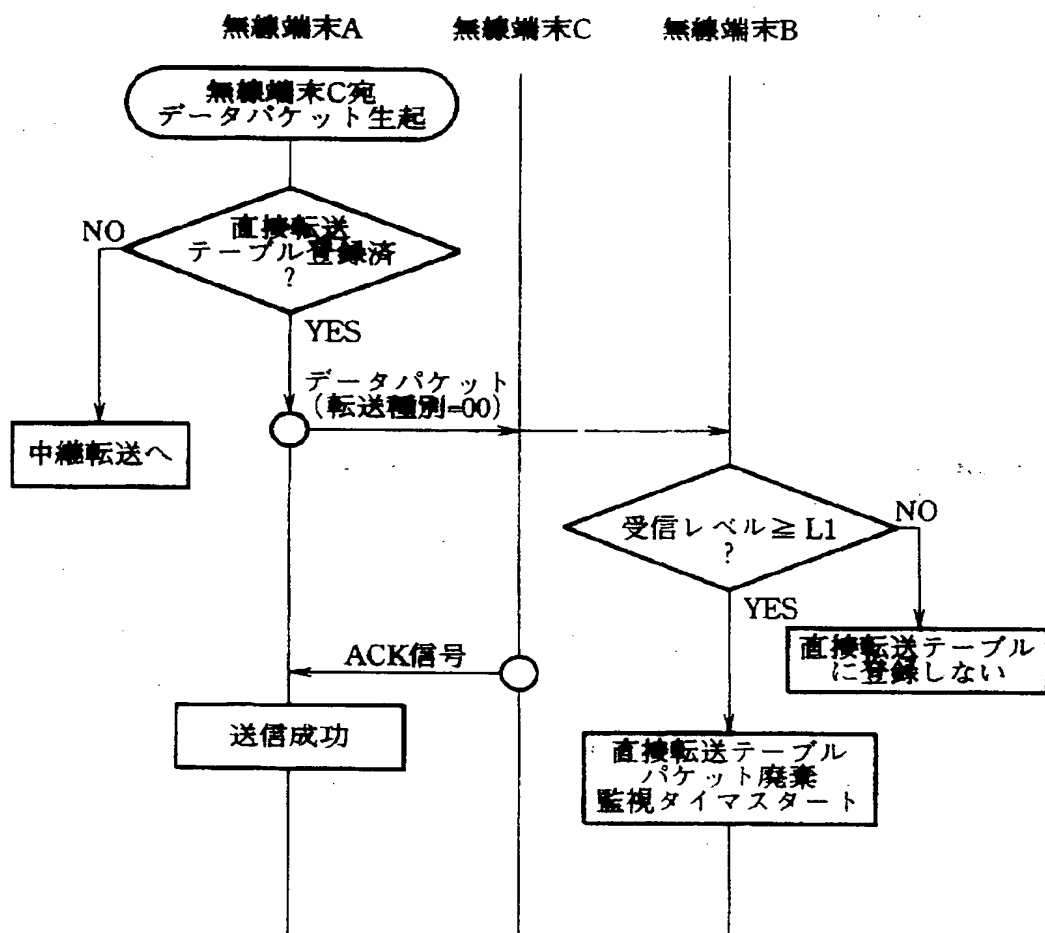 無線端末A
無線端末C
無線端末B
無線端末C宛
データパケット生起
直接転送
テーブル登録済
?
NO
YES
データパケット
(転送種別=00)
中継転送へ
受信レベル≧L1
?
NO
YES
直接転送テーブル
に登録しない
ACK信号
送信成功
直接転送テーブル
パケット廃棄
監視タイマスタート